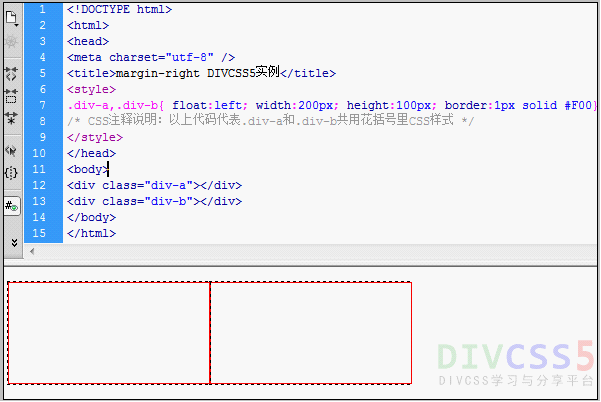 1 <!DOCTYPE html>
2 <html>
3 <head>
4 <meta charset="utf-8" />
5 <title>margin-right DIVCSS5实例</title>
6 <style>
7 .div-a,.div-b{ float:left; width:200px; height:100px; border:1px solid #F00}
8 /* CSS注释说明：以上代码代表.div-a和.div-b共用花括号里CSS样式 */
9 </style>
10 </head>
11 <body>
12 <div class="div-a"></div>
13 <div class="div-b"></div>
14 </body>
15 </html>
DIVCSS5
DIVCSS学习与分享平台